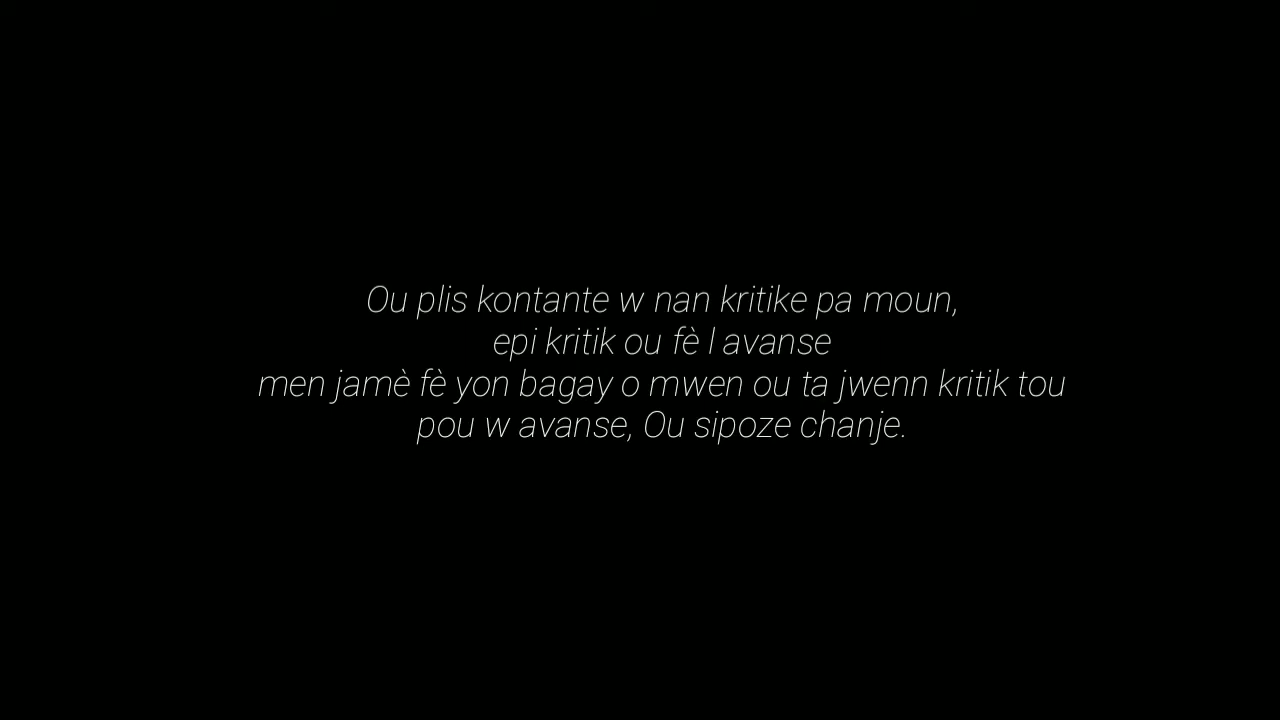 Ou plis kontante w nan kritike pa moun,
epi kritik ou fè l avanse
men jamè fè yon bagay o mwen ou ta jwenn kritik tou
pou w avanse, Ou sipoze chanje.